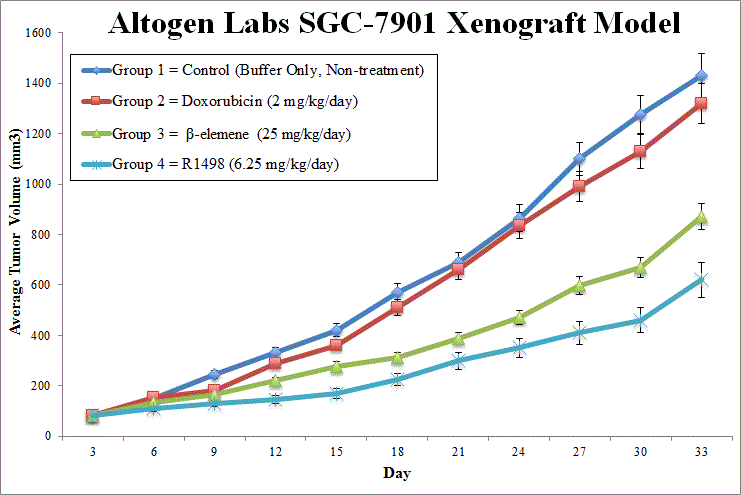 Altogen Labs SGC-7901 Xenograft Model
1600
1400
1200
1000
800
600
400
200
0
Average Tumor Volume (mm3)
Group 1 = Control (Buffer Only, Non-treatment)
Group 2 = Doxorubicin (2 mg/kg/day)
Group 3 = β-elemene (25 mg/kg/day)
Group 4 = R1498 (6.25 mg/kg/day)
3 6 9 12 15 18 21 24 27 30 33
Day